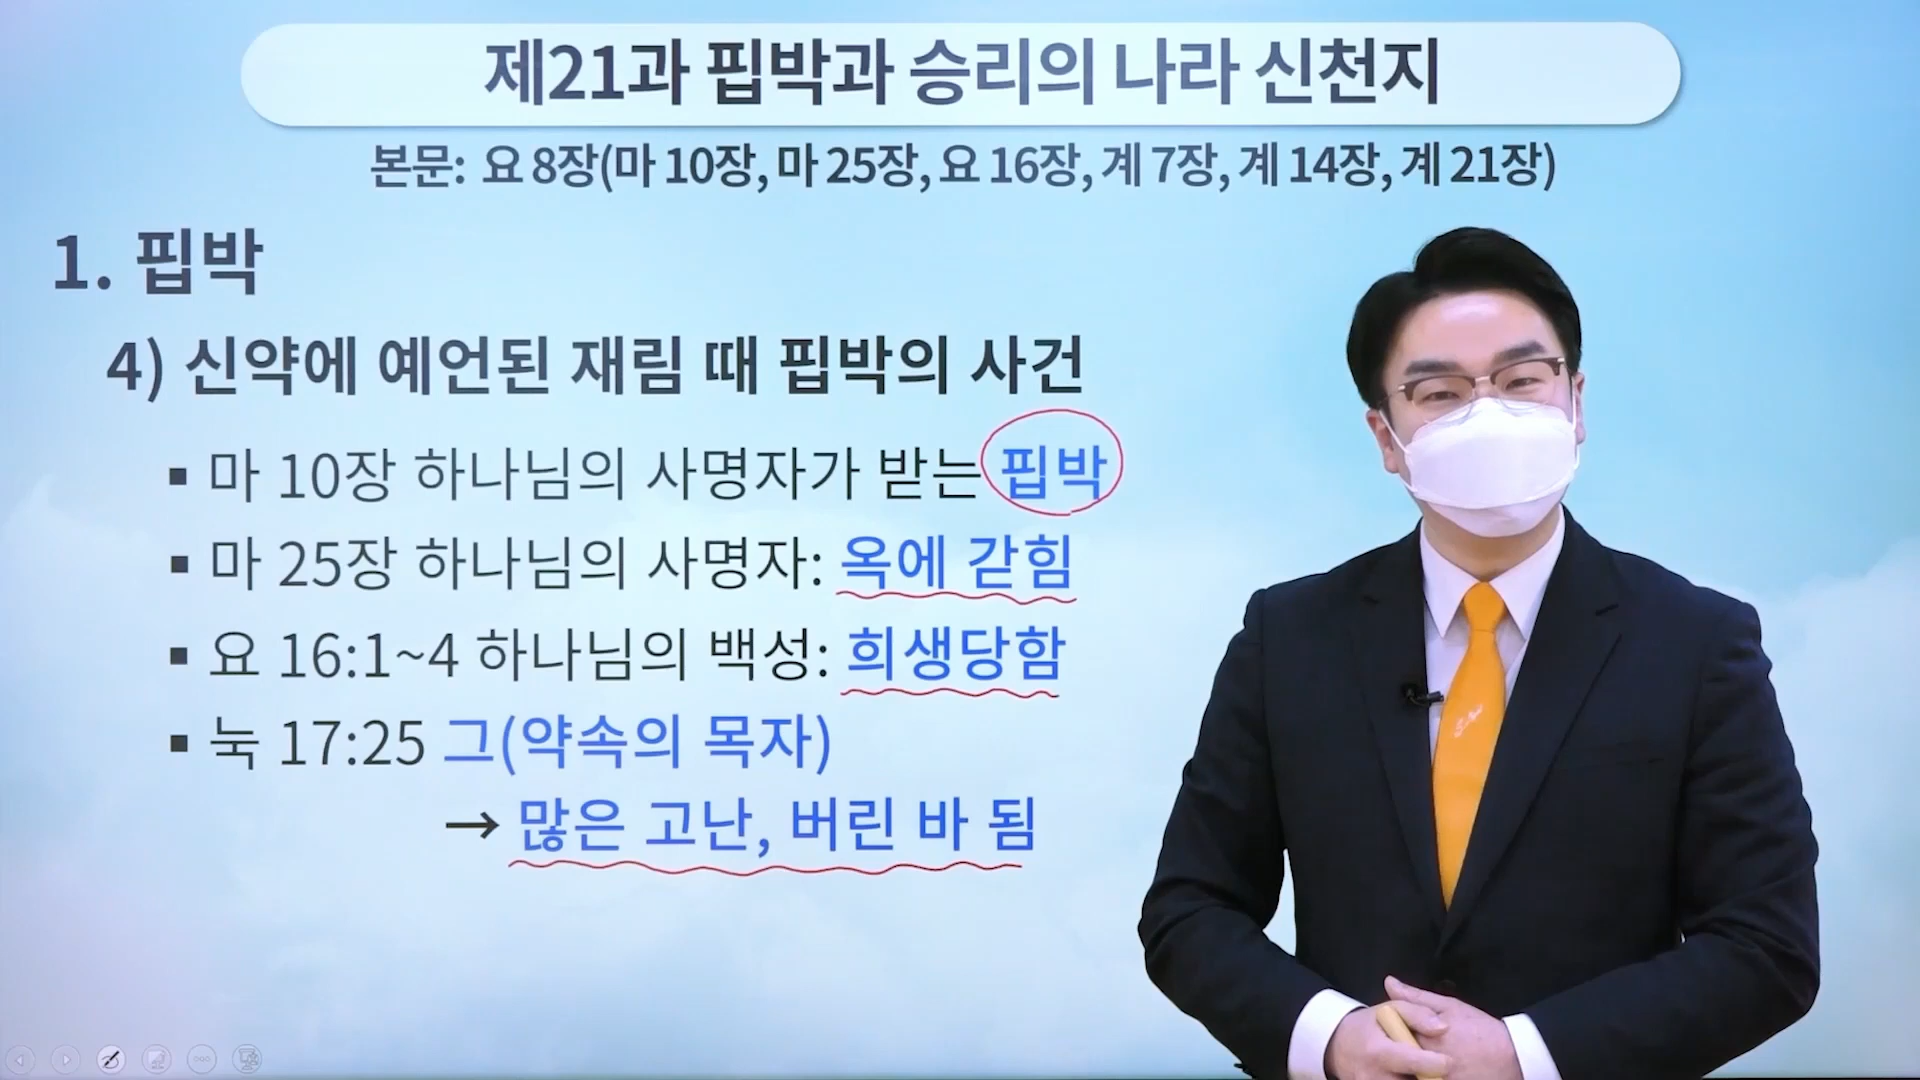 제21과 핍박과 승리의 나라 신천지
본문: 요 8장(마 10장, 마 25장, 요 16장, 계 7장, 계 14장, 계 21장)
1. 핍박
4) 신약에 예언된 재림 때 핍박의 사건
▪ 마 10장 하나님의 사명자가 받는 핍박
▪ 마 25장 하나님의 사명자: 옥에 갇힘
▪ 요 16:1~4 하나님의 백성: 희생당함
▪ 눅 17:25 그(약속의 목자)
→ 많은 고난, 버린 바 됨